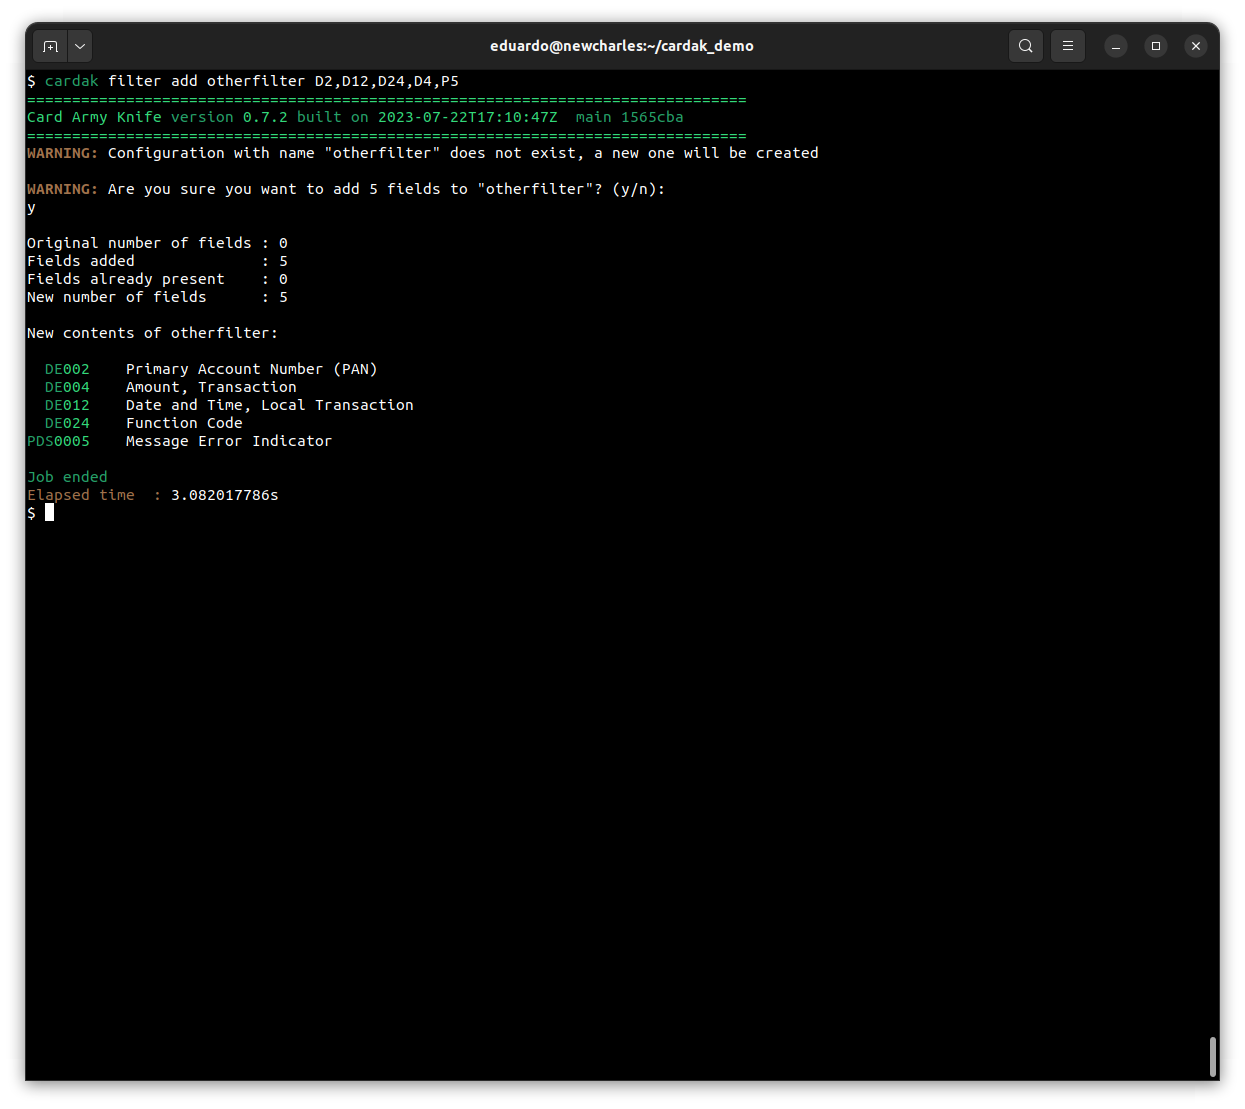 eduardo@newcharles:~/cardak_demo
$ cardak filter add otherfilter D2,D12,D24,D4,P5
================================================================================
Card Army Knife version 0.7.2 built on 2023-07-22T17:10:47Z  main 1565cba
================================================================================
WARNING: Configuration with name "otherfilter" does not exist, a new one will be created
WARNING: Are you sure you want to add 5 fields to "otherfilter"? (y/n):
y
Original number of fields : 0
Fields added              : 5
Fields already present    : 0
New number of fields      : 5
New contents of otherfilter:
  DE002    Primary Account Number (PAN)
  DE004    Amount, Transaction
  DE012    Date and Time, Local Transaction
  DE024    Function Code
PDS0005    Message Error Indicator
Job ended
Elapsed time  : 3.082017786s
$